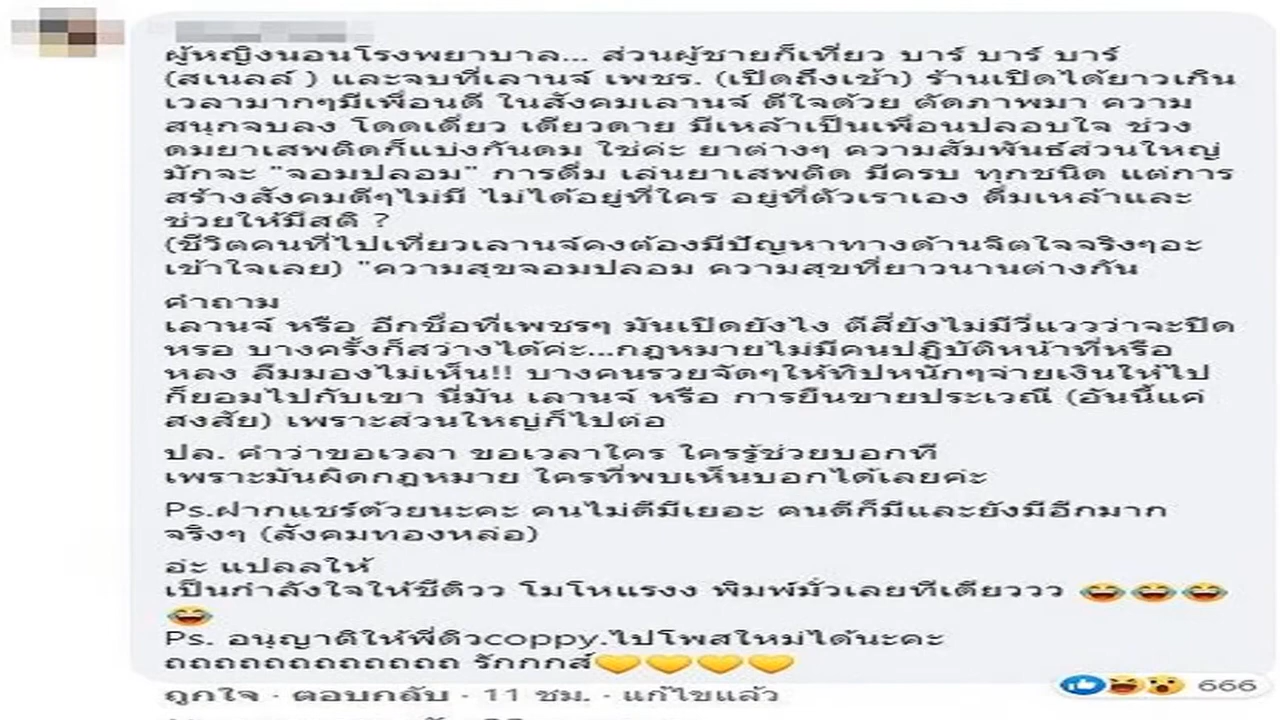 ผู้หญิงนอนโรงพยาบาล... ส่วนผู้ชายก็เที่ยว บาร์ บาร์ บาร์
(สเนลล์ ) และจบที่เลานจ์ เพชร. (เปิดถึงเช้า) ร้านเปิดได้ยาวเกิน
เวลามากๆมีเพื่อนดี ในสังคมเลานจ์ ดีใจด้วย ตัดภาพมา ความ
สนุกจบลง โดดเดี่ยว เดียวดาย มีเหล้าเป็นเพื่อนปลอบใจ ช่วง
ดมยาเสพติดก็แบ่งกันดม ใช่ค่ะ ยาต่างๆ ความสัมพันธ์ส่วนใหญ่
มักจะ "จอมปลอม" การดื่ม เล่นยาเสพติด มีครบ ทุกชนิด แต่การ
สร้างสังคมดีๆไม่มี ไม่ได้อยู่ที่ใคร อยู่ที่ตัวเราเอง ดื่มเหล้าและ
ช่วยให้มีสติ ?
(ชีวิตคนที่ไปเที่ยวเลานจ์คงต้องมีปัญหาทางด้านจิตใจจริงๆอะ
เข้าใจเลย) "ความสุขจอมปลอม ความสุขที่ยาวนานต่างกัน
คำถาม
เลานจ์ หรือ อีกชื่อที่เพชรๆ มันเปิดยังไง ตีสี่ยังไม่มีวี่แววว่าจะปิด
หรอ บางครั้งก็สว่างได้ค่ะ...กฎหมายไม่มีคนปฏิบัติหน้าที่หรือ
หลง ลืมมองไม่เห็น!! บางคนรวยจัดๆให้ทิปหนักๆจ่ายเงินให้ไป
ก็ยอมไปกับเขา นี่มัน เลานจ์ หรือ การยืนขายประเวณี (อันนี้แค่
สงสัย) เพราะส่วนใหญ่ก็ไปต่อ
ปล. คำว่าขอเวลา ขอเวลาใคร ใครรู้ช่วยบอกที
เพราะมันผิดกฎหมาย ใครที่พบเห็นบอกได้เลยค่ะ
Ps.ฝากแชร์ด้วยนะคะ คนไม่ดีมีเยอะ คนดีก็มีและยังมีอีกมาก
จริงๆ (สังคมทองหล่อ)
อ่ะ แปลลให้
เป็นกำลังใจให้ชีดิวว โมโหแรงง พิมพ์มั่วเลยทีเดียววว 😂😂😂
😂
Ps. อนุญาติให้พี่ดิวcoppy.ไปโพสใหม่ได้นะคะ
ถถถถถถถถถถถถ รักกกส์💛💛💛💛
ถูกใจ · ตอบกลับ · 11 ชม. · แก้ไขแล้ว
666